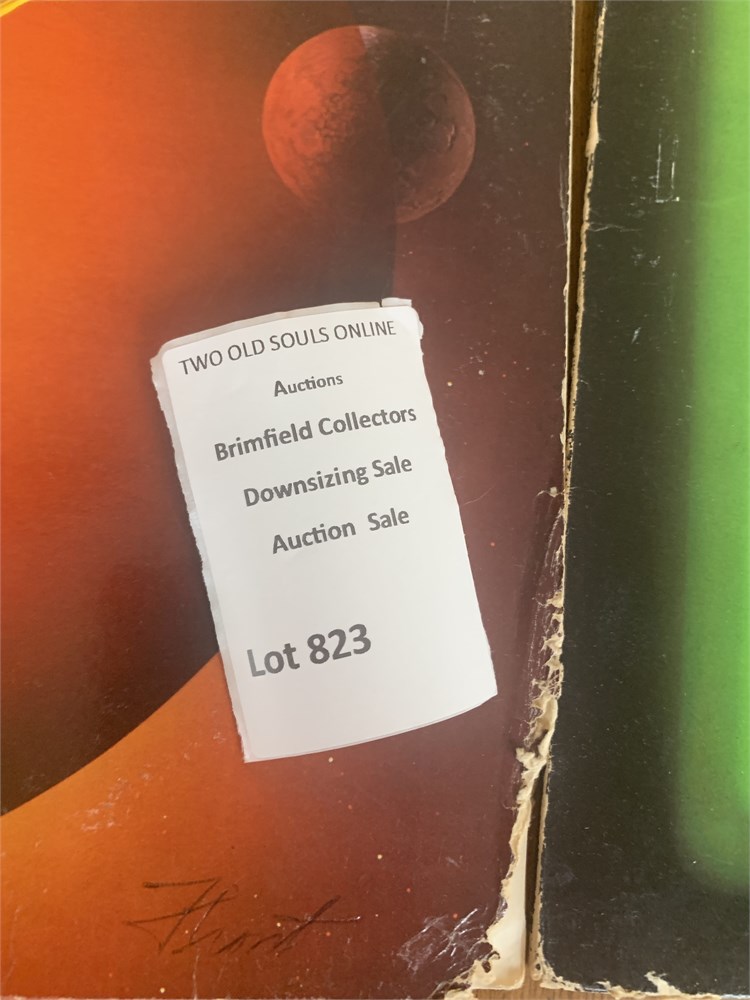 TWO OLD SOULS ONLINE
Auctions
Brimfield Collectors
Downsizing Sale
Auction Sale
Lot 823